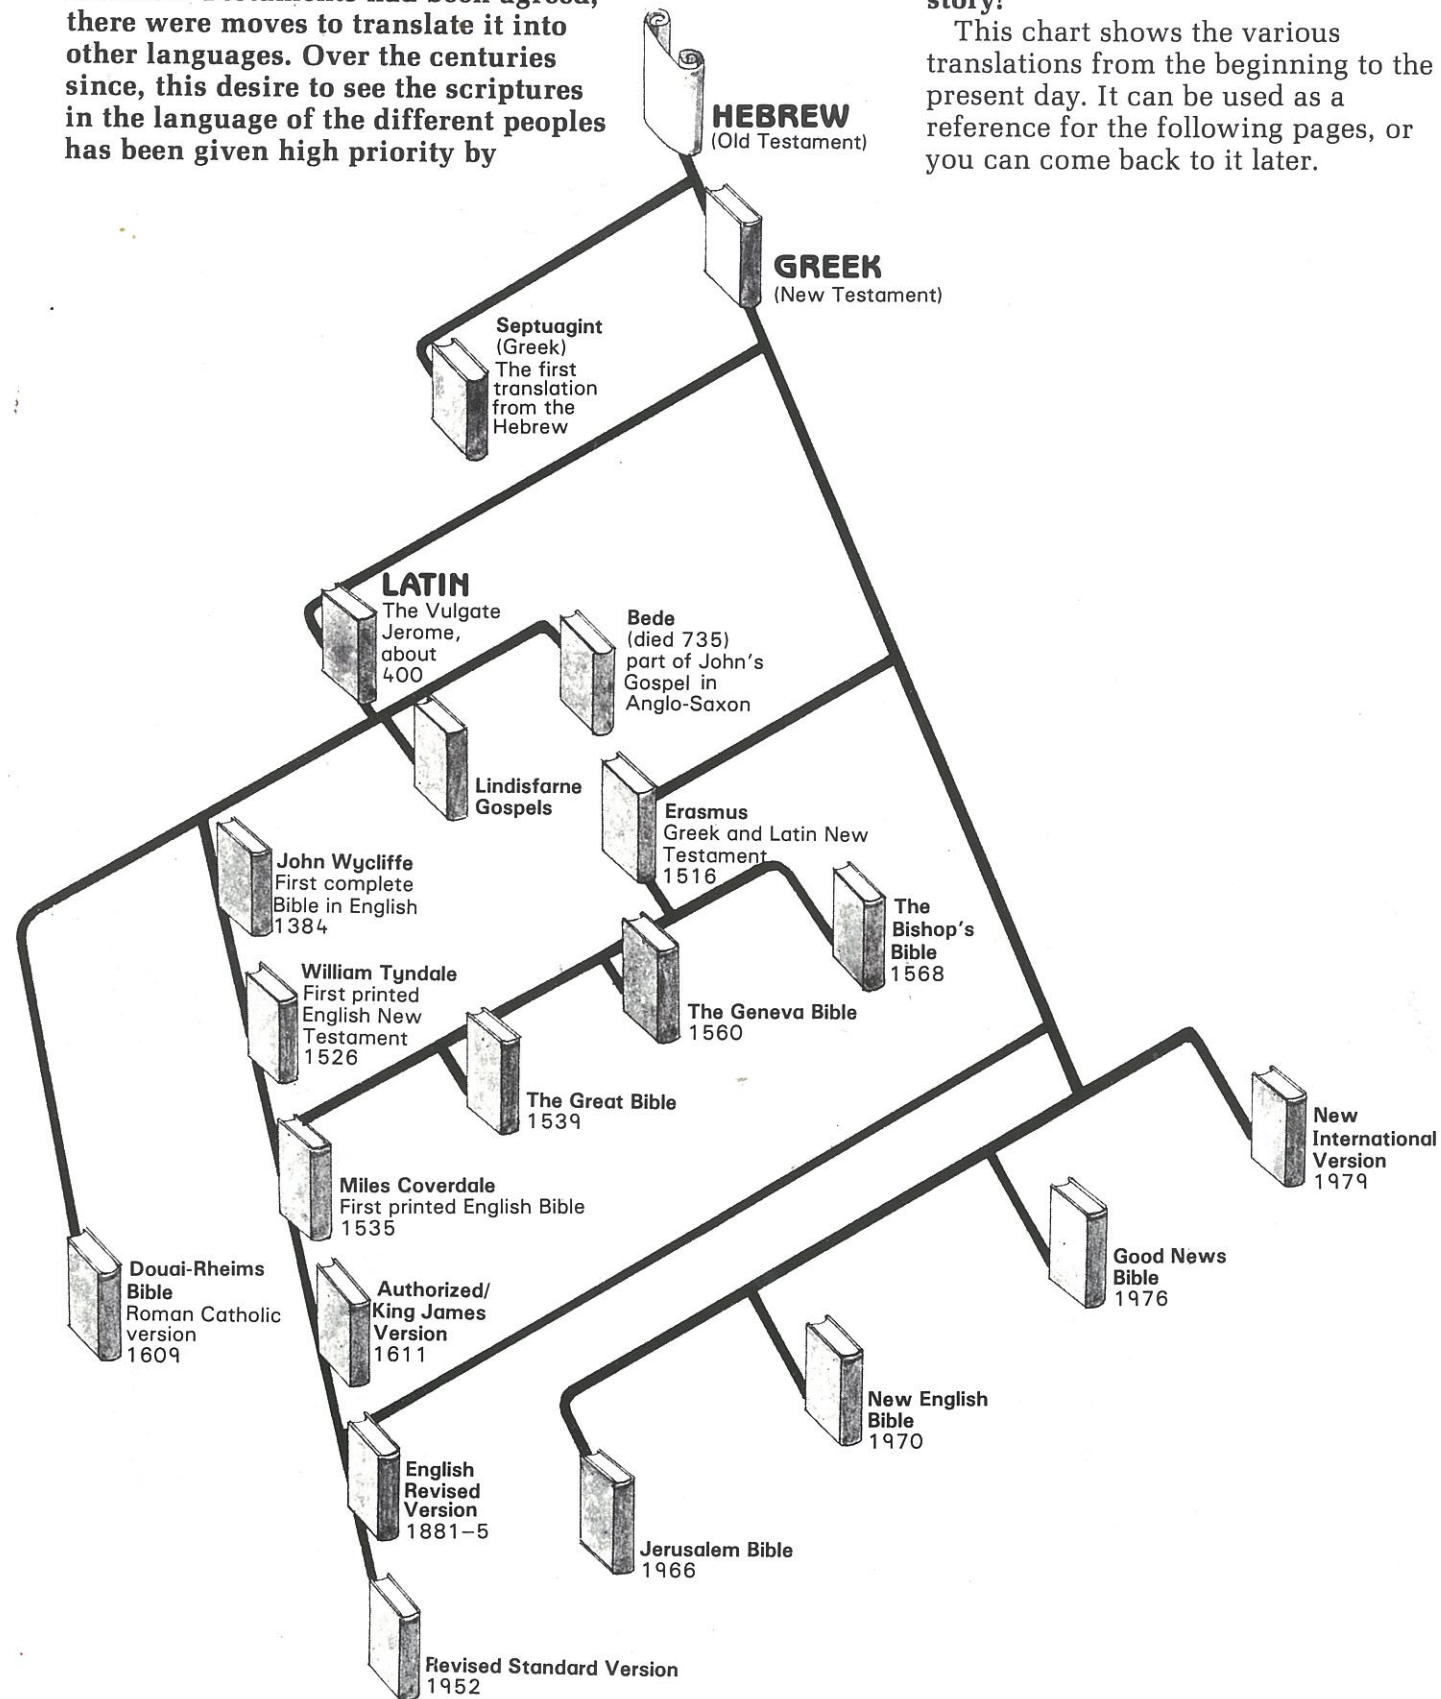 there were moves to translate it into
other languages. Over the centuries
since, this desire to see the scriptures
in the language of the different peoples
has been given high priority by
story!
This chart shows the various
translations from the beginning to the
present day. It can be used as a
reference for the following pages, or
you can come back to it later.
HEBREW
(Old Testament)
GREEK
(New Testament)
Septuagint
(Greek)
The first
translation
from the
Hebrew
LATIN
The Vulgate
Jerome,
about
400
Bede
(died 735)
part of John's
Gospel in
Anglo-Saxon
Lindisfarne
Gospels
Erasmus
Greek and Latin New
Testament
1516
John Wycliffe
First complete
Bible in English
1384
The
Bishop's
Bible
1568
William Tyndale
First printed
English New
Testament
1526
The Geneva Bible
1560
The Great Bible
1539
New
International
Version
1979
Miles Coverdale
First printed English Bible
1535
Good News
Bible
1976
Douai-Rheims
Bible
Roman Catholic
version
1609
Authorized/
King James
Version
1611
New English
Bible
1970
English
Revised
Version
1881–5
Jerusalem Bible
1966
Revised Standard Version
1952